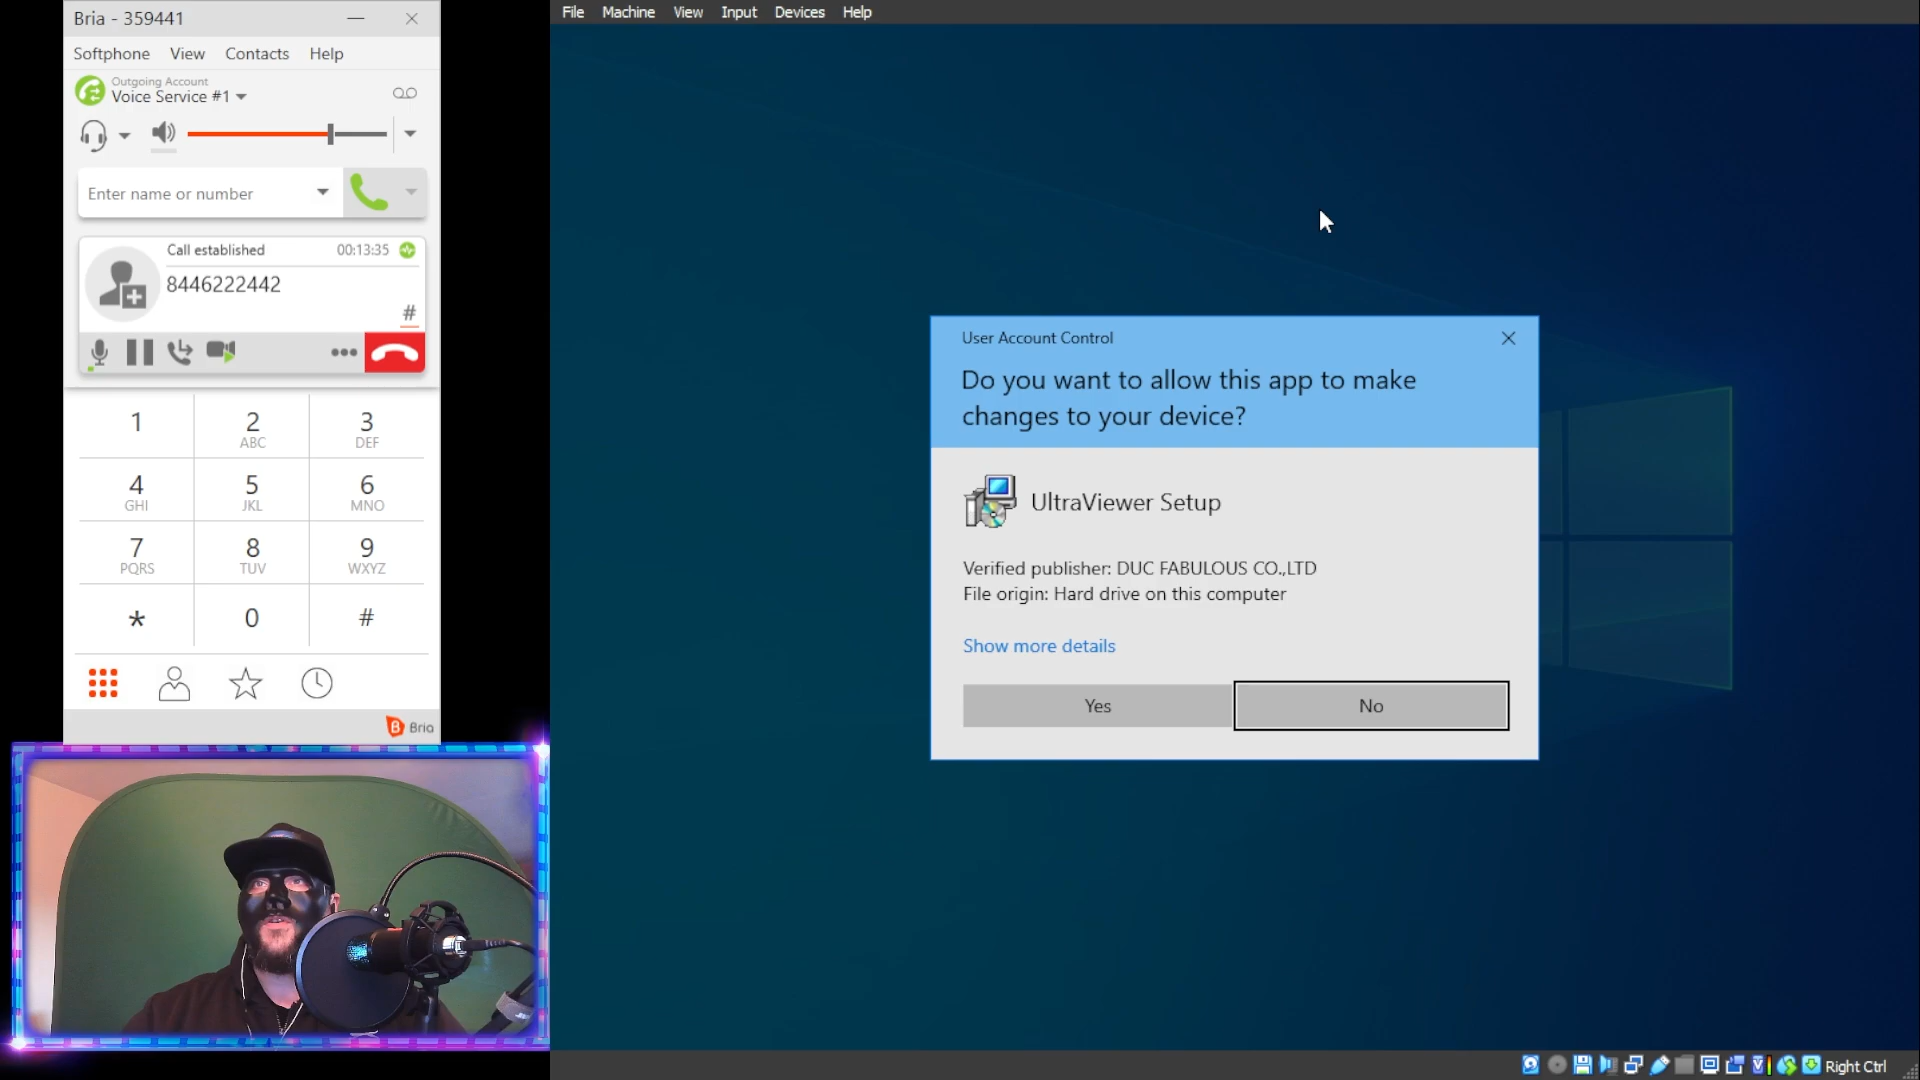 Bria - 359441
Softphone View Contacts Help
Outgoing Account
Voice Service #1
Enter name or number
Call established 00:13:35
8446222442
#
1 2 3
ABC DEF
4 5 6
GHI JKL MNO
7 8 9
PQRS TUV WXYZ
* 0 #
Bria
File Machine View Input Devices Help
User Account Control
Do you want to allow this app to make
changes to your device?
UltraViewer Setup
Verified publisher: DUC FABULOUS CO.,LTD
File origin: Hard drive on this computer
Show more details
Yes No
Right Ctrl